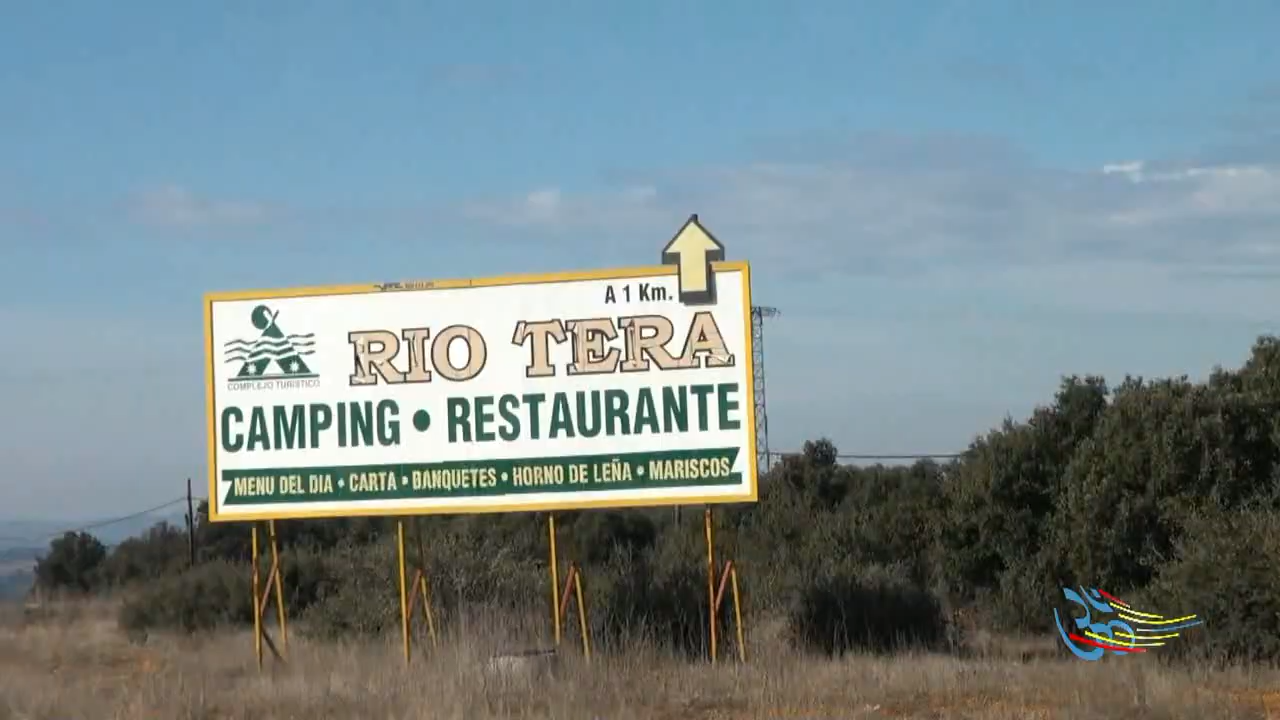 A 1 Km.
RIO TERA
COMPLEJO TURISTICO
CAMPING • RESTAURANTE
MENU DEL DIA • CARTA • BANQUETES • HORNO DE LEÑA • MARISCOS